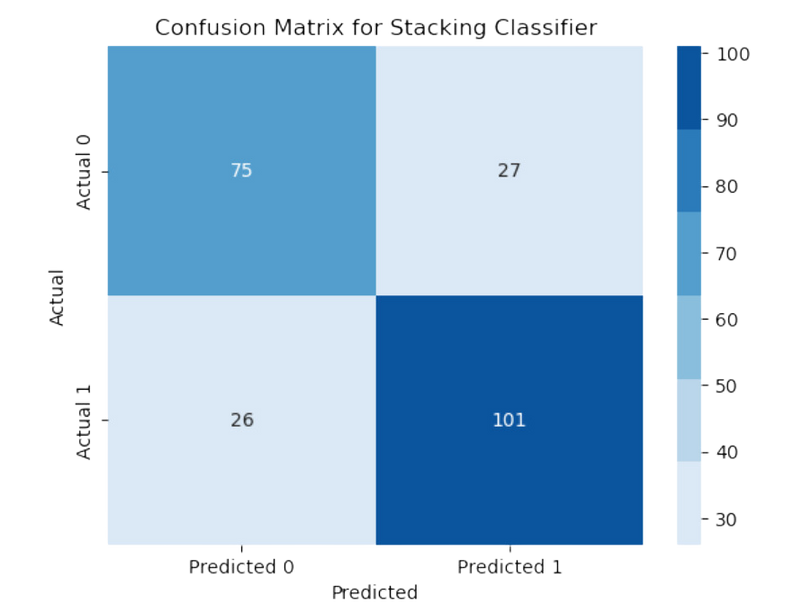 Confusion Matrix for Stacking Classifier
Actual 0
Actual 1
Actual
75
27
26
101
Predicted 0
Predicted 1
Predicted
100
90
80
70
60
50
40
30